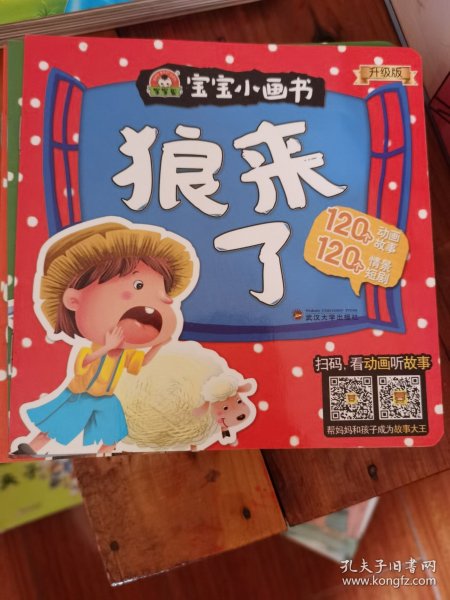 宝宝小画书
升级版
狼来了
120个动画故事
120个情景短剧
武汉大学出版社
扫码,看动画听故事
帮妈妈和孩子成为故事大王
孔夫子旧书网
www.kongfz.com